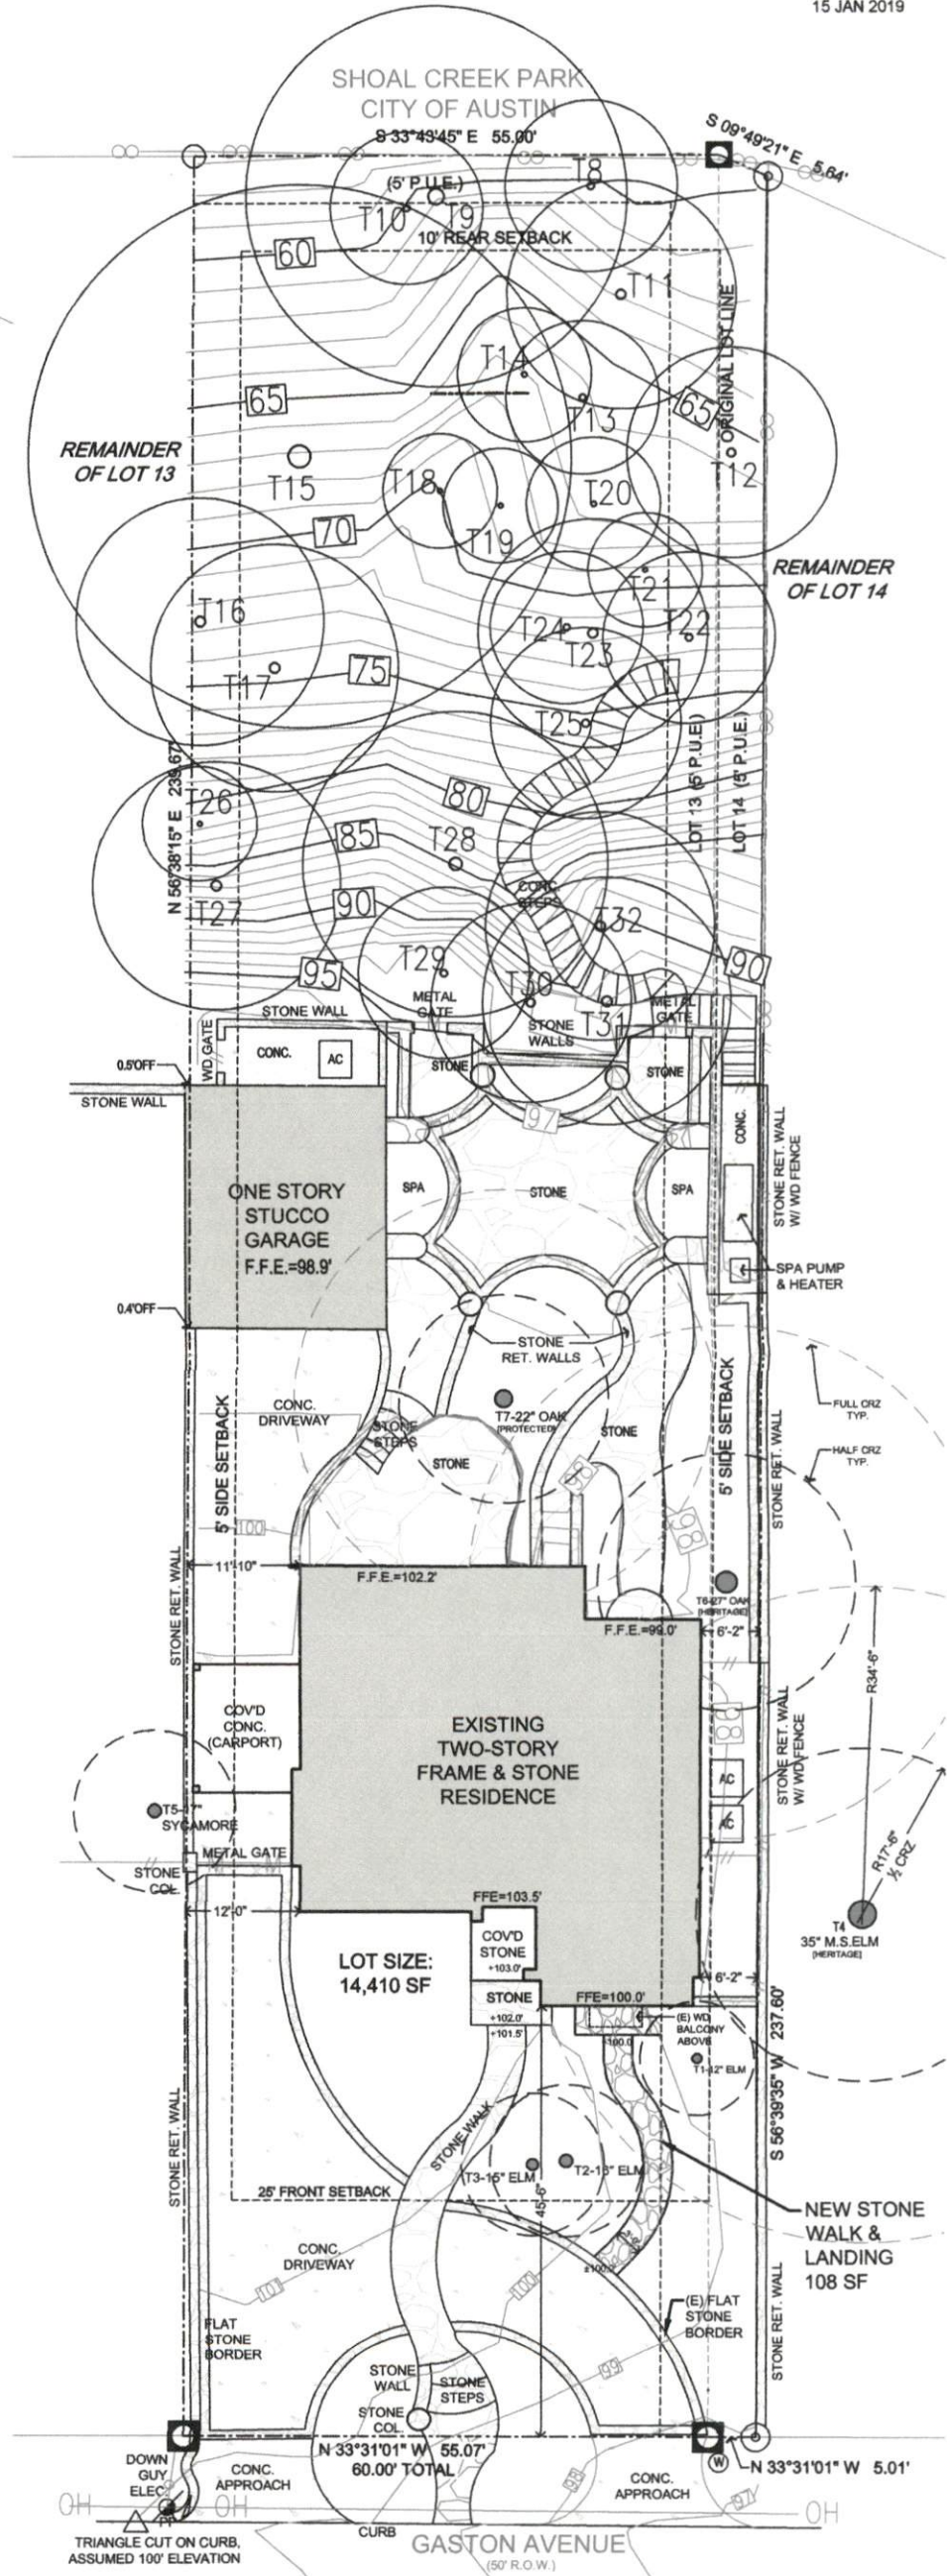 15 JAN 2019
SHOAL CREEK PARK
CITY OF AUSTIN
S 33°43'45" E 55.00'
S 09°49'21" E 5.64'
(5' P.U.E.)
T8
T10
T9
10' REAR SETBACK
60
T11
ORIGINAL LOT LINE
T14
65
65
T13
REMAINDER
OF LOT 13
T12
T15
T18
T20
70
T19
REMAINDER
OF LOT 14
T21
T16
T24
T22
T23
75
T17
T25
LOT 13 (5' P.U.E.)
LOT 14 (5' P.U.E.)
N 56°38'15" E 239.67'
T26
80
85
T28
CONC.
STEPS
90
T27
T32
T29
95
90
T30
METAL
GATE
METAL
GATE
T31
STONE WALL
STONE
WALLS
WD GATE
CONC.
AC
0.5'OFF
STONE
STONE
STONE WALL
97
CONC.
STONE RET. WALL
W/ WD FENCE
ONE STORY
STUCCO
GARAGE
F.F.E.=98.9'
SPA
STONE
SPA
SPA PUMP
& HEATER
0.4'OFF
STONE
RET. WALLS
5' SIDE SETBACK
FULL CRZ
TYP.
T7-22" OAK
(PROTECTED)
CONC.
DRIVEWAY
5' SIDE SETBACK
STONE
STEPS
STONE
STONE
HALF CRZ
TYP.
STONE RET. WALL
99
100
98
STONE RET. WALL
11'-10"
F.F.E.=102.2'
T6-27" OAK
[HERITAGE]
F.F.E.=99.0'
6'-2"
R34'-6"
COV'D
CONC.
(CARPORT)
EXISTING
TWO-STORY
FRAME & STONE
RESIDENCE
98
STONE RET. WALL
W/ WD FENCE
AC
AC
T5-17"
SYCAMORE
METAL GATE
STONE
COL.
R17'-6"
½ CRZ
FFE=103.5'
12'-0"
T4
35" M.S.ELM
[HERITAGE]
COV'D
STONE
+103.0'
LOT SIZE:
14,410 SF
6'-2"
STONE
FFE=100.0'
+102.0'
+101.5'
(E) WD
BALCONY
ABOVE
T1-12" ELM
S 56°39'35" W 237.60'
STONE RET. WALL
STONE WALK
T3-15" ELM
T2-16" ELM
25' FRONT SETBACK
45'-6"
NEW STONE
WALK &
LANDING
108 SF
CONC.
DRIVEWAY
±100.0'
101
100
(E) FLAT
STONE
BORDER
STONE RET. WALL
FLAT
STONE
BORDER
99
STONE
WALL
STONE
STEPS
STONE
COL.
N 33°31'01" W 55.07'
60.00' TOTAL
W
N 33°31'01" W 5.01'
DOWN
GUY
ELEC
CONC.
APPROACH
98
CONC.
APPROACH
97
OH
OH
OH
PP
TRIANGLE CUT ON CURB,
ASSUMED 100' ELEVATION
CURB
GASTON AVENUE
(50' R.O.W.)